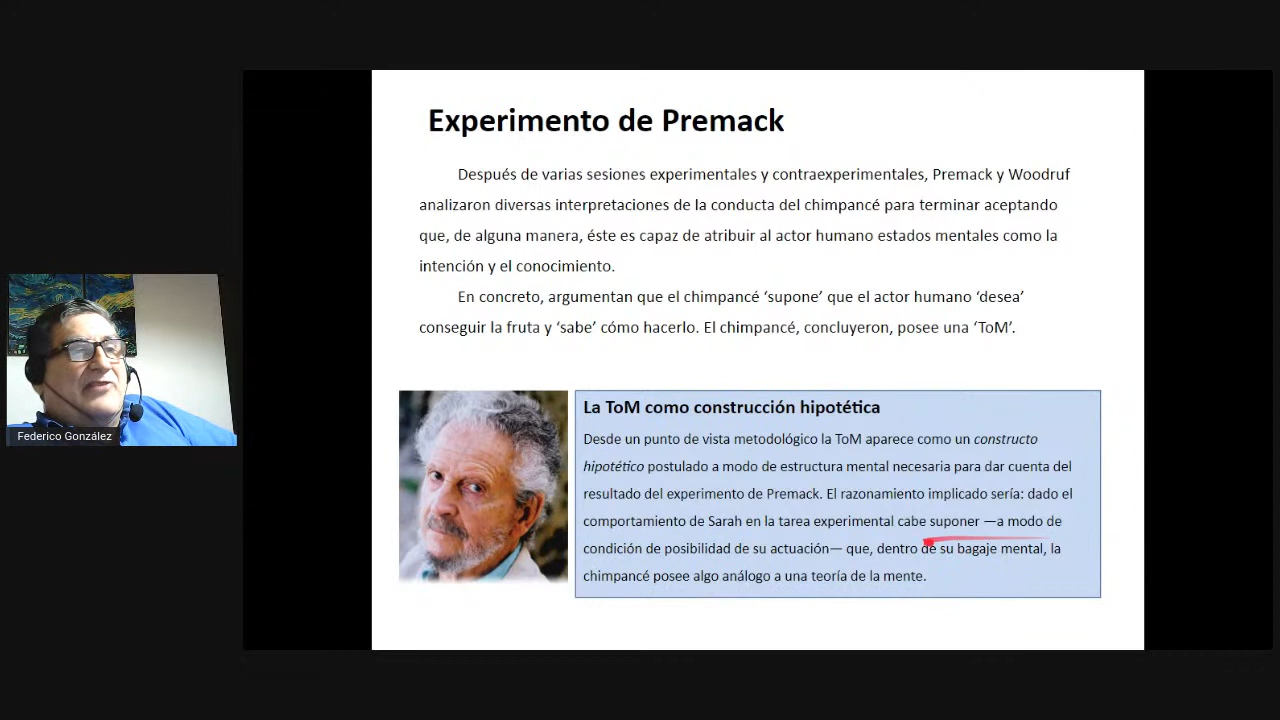 Experimento de Premack
Después de varias sesiones experimentales y contraexperimentales, Premack y Woodruf
analizaron diversas interpretaciones de la conducta del chimpancé para terminar aceptando
que, de alguna manera, éste es capaz de atribuir al actor humano estados mentales como la
intención y el conocimiento.
En concreto, argumentan que el chimpancé ‘supone’ que el actor humano ‘desea’
conseguir la fruta y ‘sabe’ cómo hacerlo. El chimpancé, concluyeron, posee una ‘ToM’.
La ToM como construcción hipotética
Desde un punto de vista metodológico la ToM aparece como un constructo
hipotético postulado a modo de estructura mental necesaria para dar cuenta del
resultado del experimento de Premack. El razonamiento implicado sería: dado el
comportamiento de Sarah en la tarea experimental cabe suponer —a modo de
condición de posibilidad de su actuación— que, dentro de su bagaje mental, la
chimpancé posee algo análogo a una teoría de la mente.
Federico González